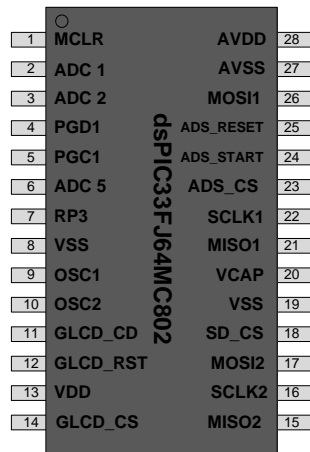 1 MCLR AVDD 28
2 ADC 1 AVSS 27
3 ADC 2 MOSI1 26
4 PGD1 ADS_RESET 25
5 PGC1 ADS_START 24
6 ADC 5 ADS_CS 23
7 RP3 SCLK1 22
8 VSS MISO1 21
9 OSC1 VCAP 20
10 OSC2 VSS 19
11 GLCD_CD SD_CS 18
12 GLCD_RST MOSI2 17
13 VDD SCLK2 16
14 GLCD_CS MISO2 15
dsPIC33FJ64MC802